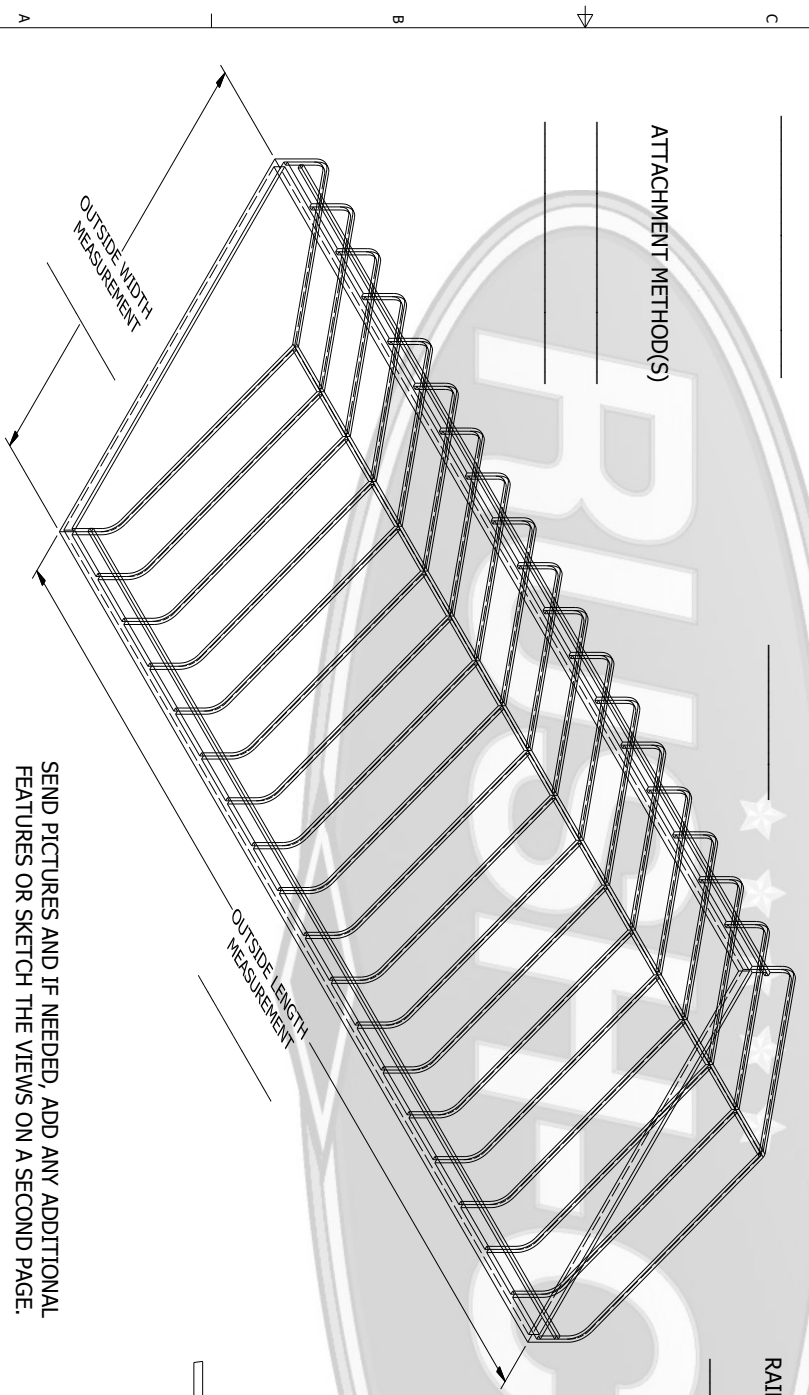 A
B
C
ATTACHMENT METHOD(S)
OUTSIDE WIDTH
MEASUREMENT
OUTSIDE LENGTH
MEASUREMENT
SEND PICTURES AND IF NEEDED, ADD ANY ADDITIONAL
FEATURES OR SKETCH THE VIEWS ON A SECOND PAGE.
RUSH-C